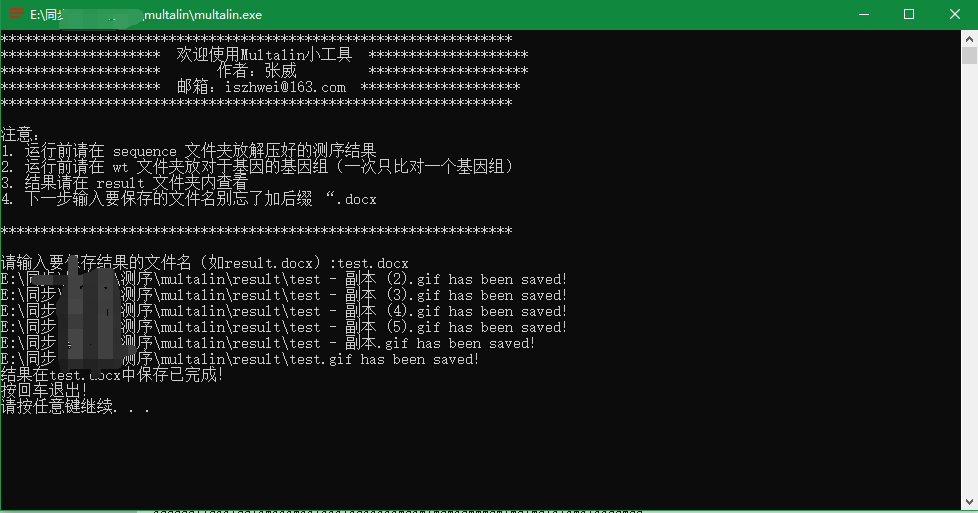 E:\同步\multalin\multalin.exe
****************************************************************
******************** 欢迎使用Multalin小工具 ********************
******************** 作者：张威 ********************
******************** 邮箱：iszhwei@163.com ********************
****************************************************************
注意：
1. 运行前请在 sequence 文件夹放解压好的测序结果
2. 运行前请在 wt 文件夹放对于基因的基因组（一次只比对一个基因组）
3. 结果请在 result 文件夹内查看
4. 下一步输入要保存的文件名别忘了加后缀 “.docx
****************************************************************
请输入要保存结果的文件名（如result.docx）:test.docx
E:\同步\测序\multalin\result\test - 副本 (2).gif has been saved!
E:\同步\测序\multalin\result\test - 副本 (3).gif has been saved!
E:\同步\测序\multalin\result\test - 副本 (4).gif has been saved!
E:\同步\测序\multalin\result\test - 副本 (5).gif has been saved!
E:\同步\测序\multalin\result\test - 副本.gif has been saved!
E:\同步\测序\multalin\result\test.gif has been saved!
结果在test.docx中保存已完成!
按回车退出!
请按任意键继续. . .